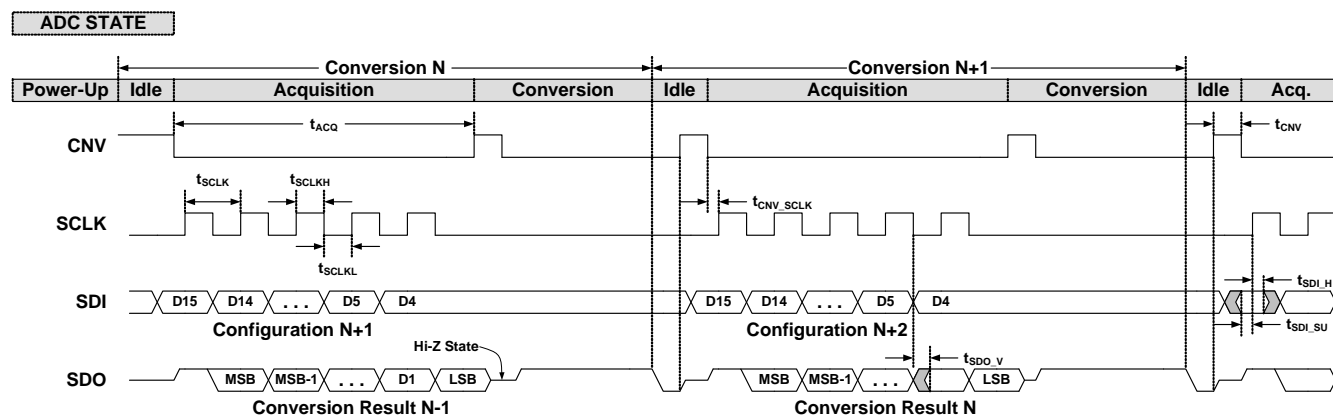 ADC STATE
Conversion N Conversion N+1
Power-Up Idle Acquisition Conversion Idle Acquisition Conversion Idle Acq.
tACQ tCNV
CNV
tSCLK tSCLKH tCNV_SCLK
SCLK
tSCLKL
tSDI_H
SDI D15 D14 . . . D5 D4 D15 D14 . . . D5 D4
Configuration N+1 Configuration N+2 tSDI_SU
Hi-Z State tSDO_V
SDO MSB MSB-1 . . . D1 LSB MSB MSB-1 . . . LSB
Conversion Result N-1 Conversion Result N